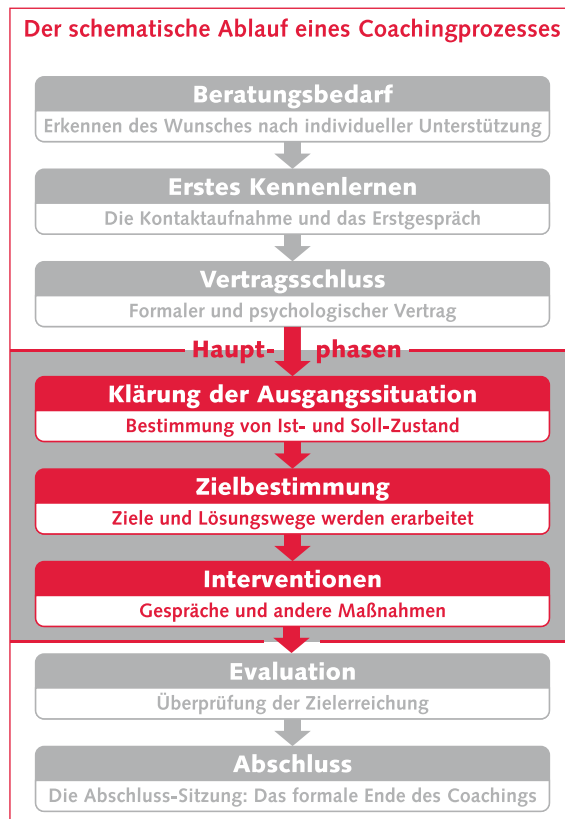 Der schematische Ablauf eines Coachingprozesses
Beratungsbedarf
Erkennen des Wunsches nach individueller Unterstützung
Erstes Kennenlernen
Die Kontaktaufnahme und das Erstgespräch
Vertragsschluss
Formaler und psychologischer Vertrag
Haupt- phasen
Klärung der Ausgangssituation
Bestimmung von Ist- und Soll-Zustand
Zielbestimmung
Ziele und Lösungswege werden erarbeitet
Interventionen
Gespräche und andere Maßnahmen
Evaluation
Überprüfung der Zielerreichung
Abschluss
Die Abschluss-Sitzung: Das formale Ende des Coachings